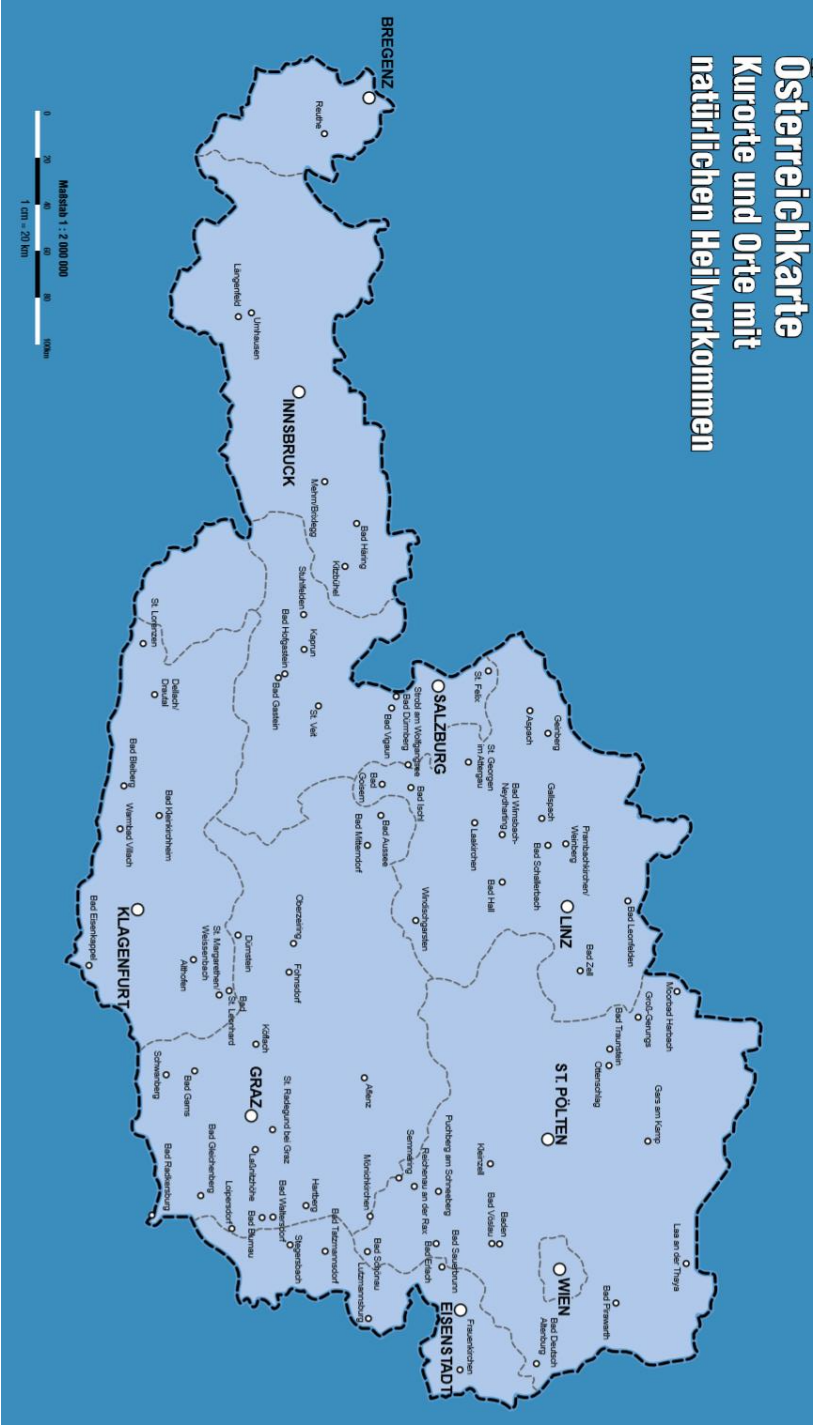 Österreichkarte
Kurorte und Orte mit
natürlichen Heilvorkommen
Laa an der Thaya
Moorbad Harbach
Groß-Gerungs
Gars am Kamp
Bad Leonfelden
Bad Traunstein
Ottenschlag
Bad Pirawarth
Bad Zell
Prambachkirchen/
Weinberg
LINZ
ST.PÖLTEN
WIEN
Geinberg
Gallspach
Bad Schallerbach
Aspach
Bad Deutsch
Altenburg
Bad Wimsbach-
Neydharting
Bad Hall
Baden
Bad Vöslau
St. Felix
St. Georgen
im Attergau
Laakirchen
Kleinzell
Frauenkirchen
EISENSTADT
SALZBURG
Puchberg am Schneeberg
Bad Sauerbrunn
Bad Erlach
Reichenau an der Rax
Semmering
Strobl am Wolfgangsee
Bad Dürrnberg
Bad Vigaun
Bad Ischl
Windischgarsten
Bad
Goisern
Bad Aussee
Bad Mitterndorf
BREGENZ
Reuthe
Bad Häring
Kitzbühel
Mehrn/Brixlegg
Aflenz
Mönichkirchen
Bad Schönau
Lutzmannsburg
INNSBRUCK
Stuhlfelden
Kaprun
St. Veit
Bad Hofgastein
Bad Gastein
Oberzeiring
Fohnsdorf
Hartberg
Bad Tatzmannsdorf
St. Radegund bei Graz
Bad Waltersdorf
Stegersbach
Umhausen
Längenfeld
Dürnstein
Köflach
GRAZ
Laßnitzhöhe
Bad Blumau
Loipersdorf
Bad
St. Leonhard
St. Margarethen/
Weissenbach
Althofen
Bad Gams
Bad Gleichenberg
St. Lorenzen
Dellach/
Drautal
Bad Kleinkirchheim
Schwanberg
Bad Radkersburg
Bad Bleiberg
Warmbad Villach
KLAGENFURT
Bad Eisenkappel
Maßstab 1 : 2 000 000
0 20 40 60 80 100km
1 cm = 20 km